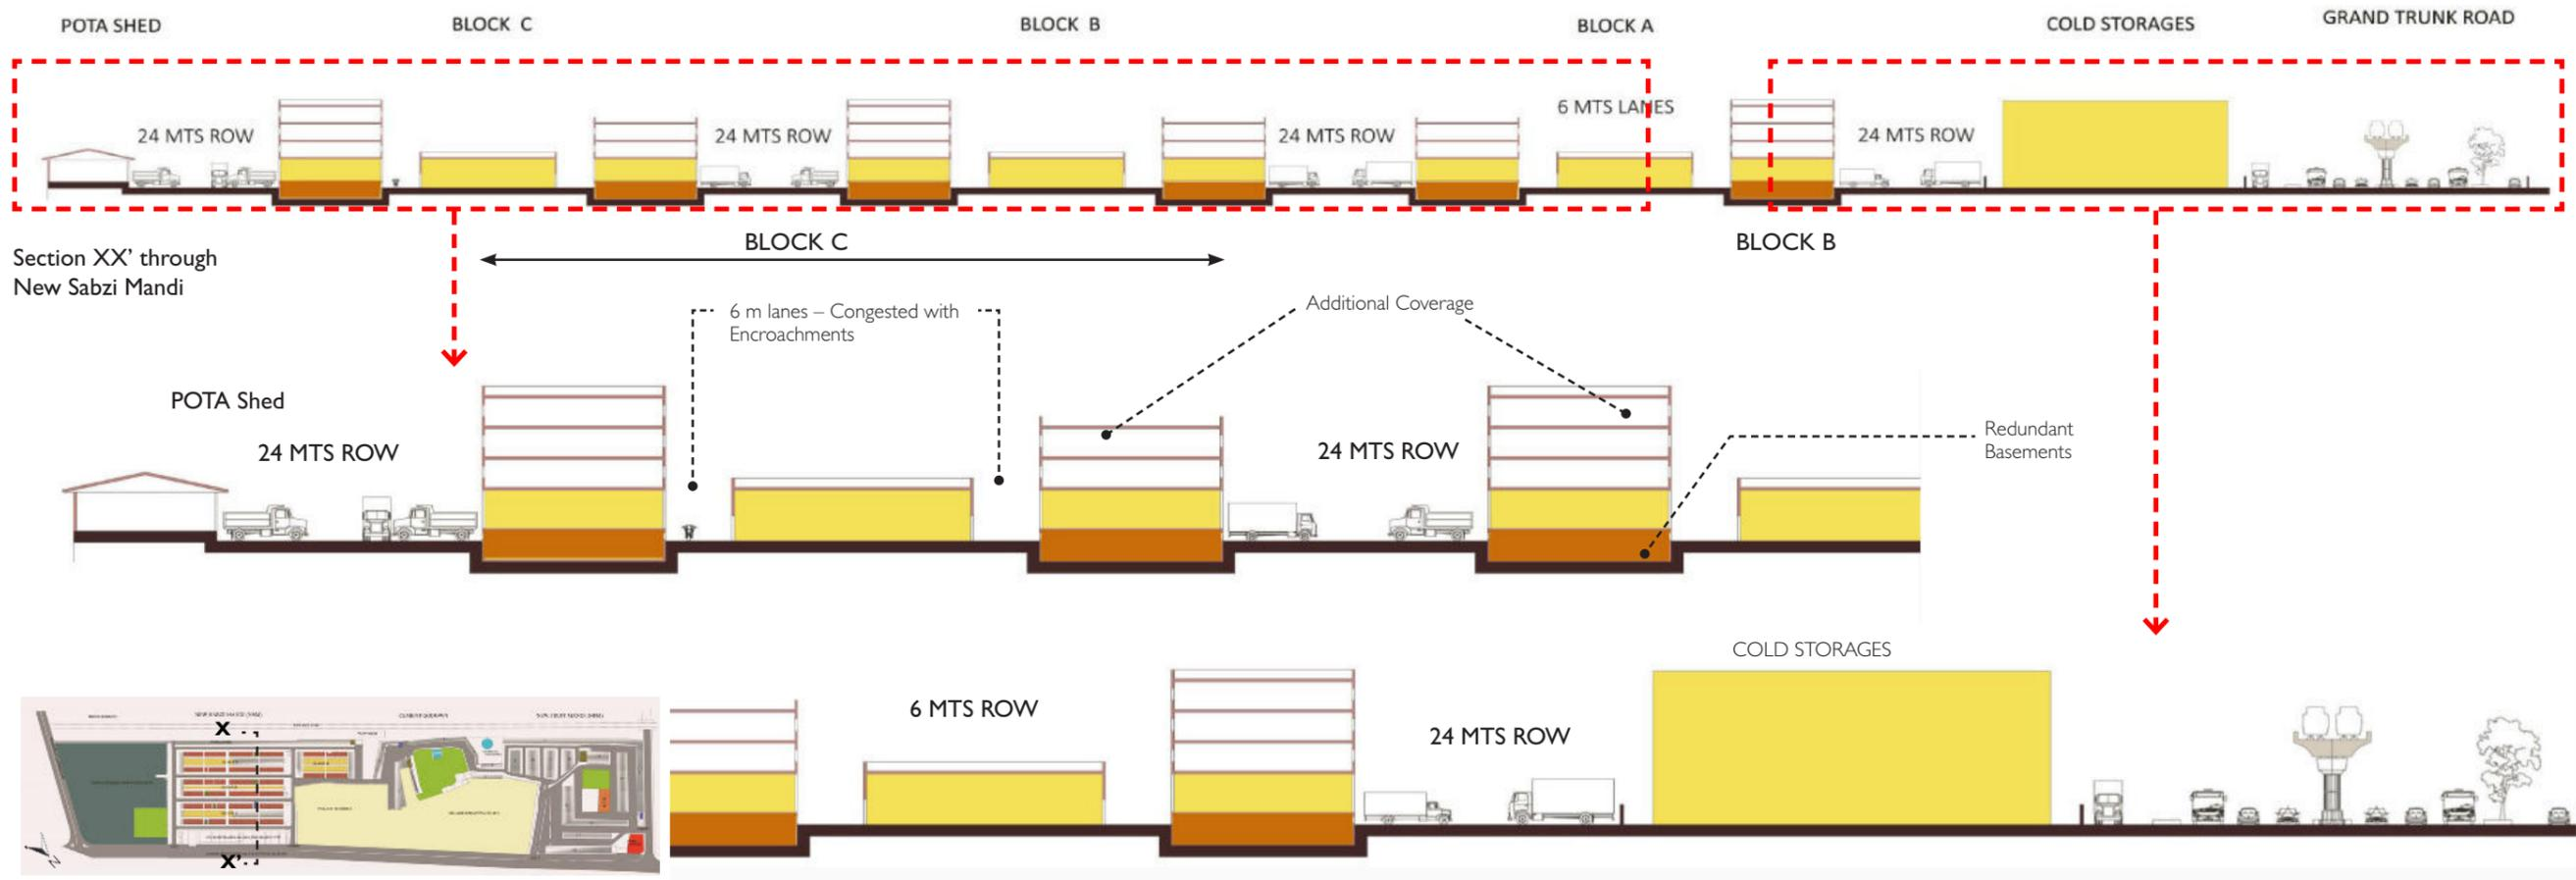 POTA SHED
BLOCK C
BLOCK B
BLOCK A
COLD STORAGES
GRAND TRUNK ROAD
24 MTS ROW
24 MTS ROW
24 MTS ROW
6 MTS LANES
24 MTS ROW
Section XX' through
New Sabzi Mandi
BLOCK C
BLOCK B
6 m lanes – Congested with
Encroachments
Additional Coverage
POTA Shed
24 MTS ROW
24 MTS ROW
Redundant
Basements
COLD STORAGES
6 MTS ROW
24 MTS ROW
X
X'
N